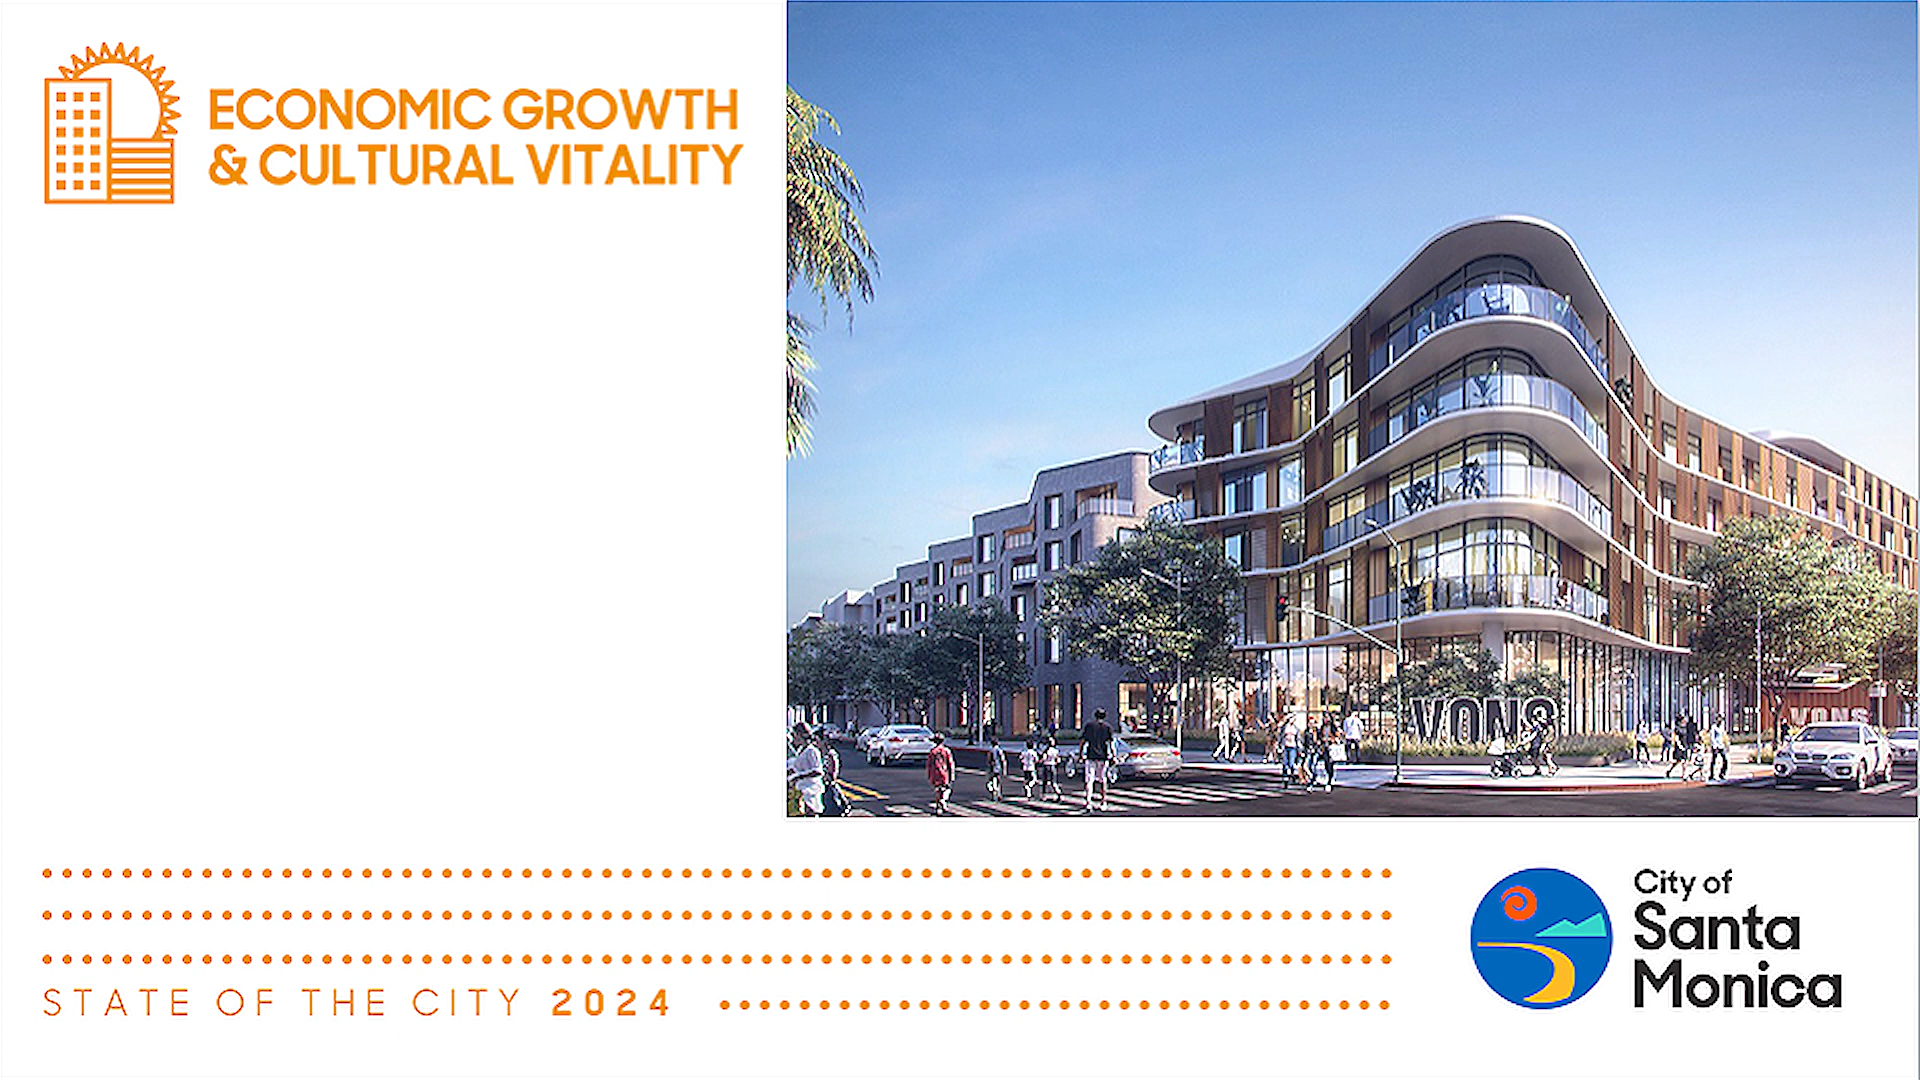 ECONOMIC GROWTH
& CULTURAL VITALITY
VONS
VONS
STATE OF THE CITY 2024
City of
Santa
Monica